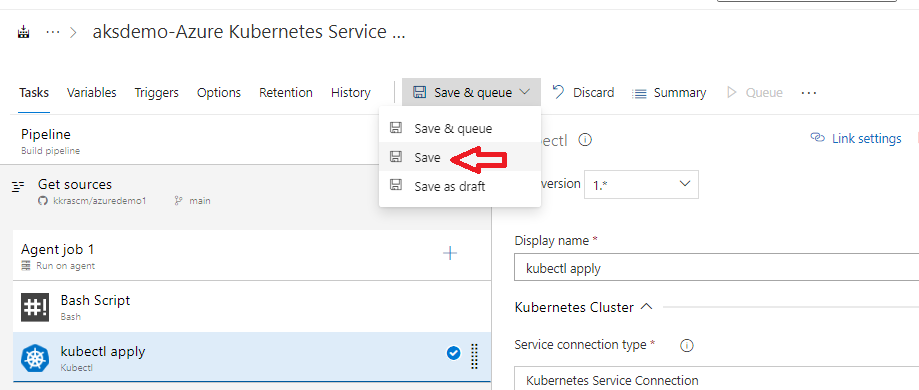 ... > aksdemo-Azure Kubernetes Service ...
Tasks Variables Triggers Options Retention History Save & queue Discard Summary Queue ...
Pipeline
Build pipeline
Save & queue
Save
Save as draft
ctl
Link settings
Get sources
kkrascm/azuredemo1 main
version 1.*
Agent job 1
Run on agent
Display name *
kubectl apply
#! Bash Script
Bash
Kubernetes Cluster
kubectl apply
Kubectl
Service connection type *
Kubernetes Service Connection